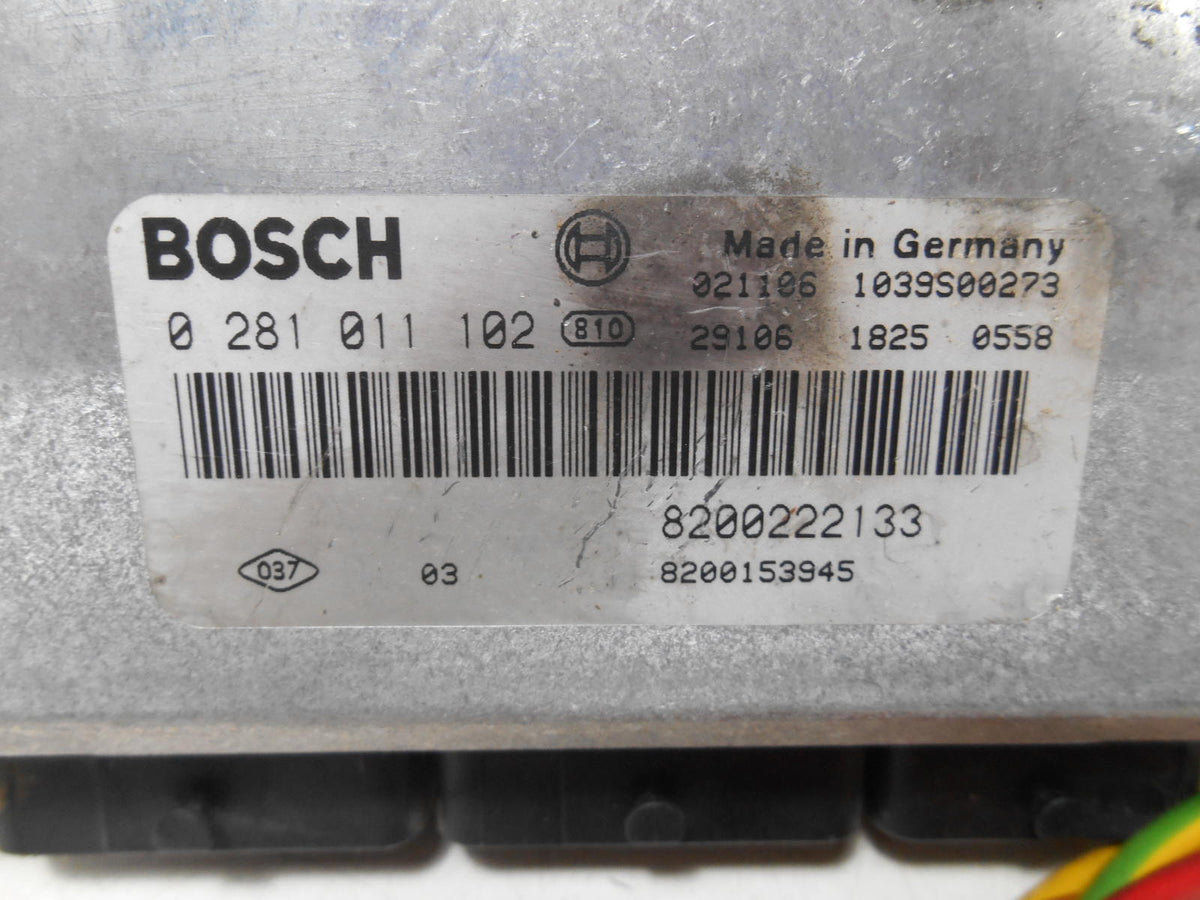 BOSCH
Made in Germany
021106 1039S00273
0 281 011 102 810
29106 1825 0558
8200222133
037 03 8200153945